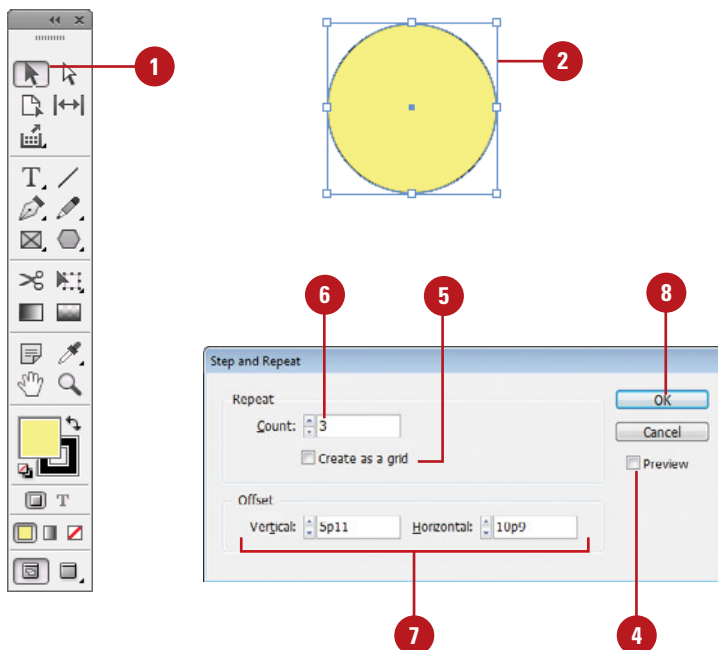 1
2
T
T
6
5
8
Step and Repeat
Repeat
Count: 3
Create as a grid
OK
Cancel
Preview
Offset
Vertical: 5p11 Horizontal: 10p9
7
4